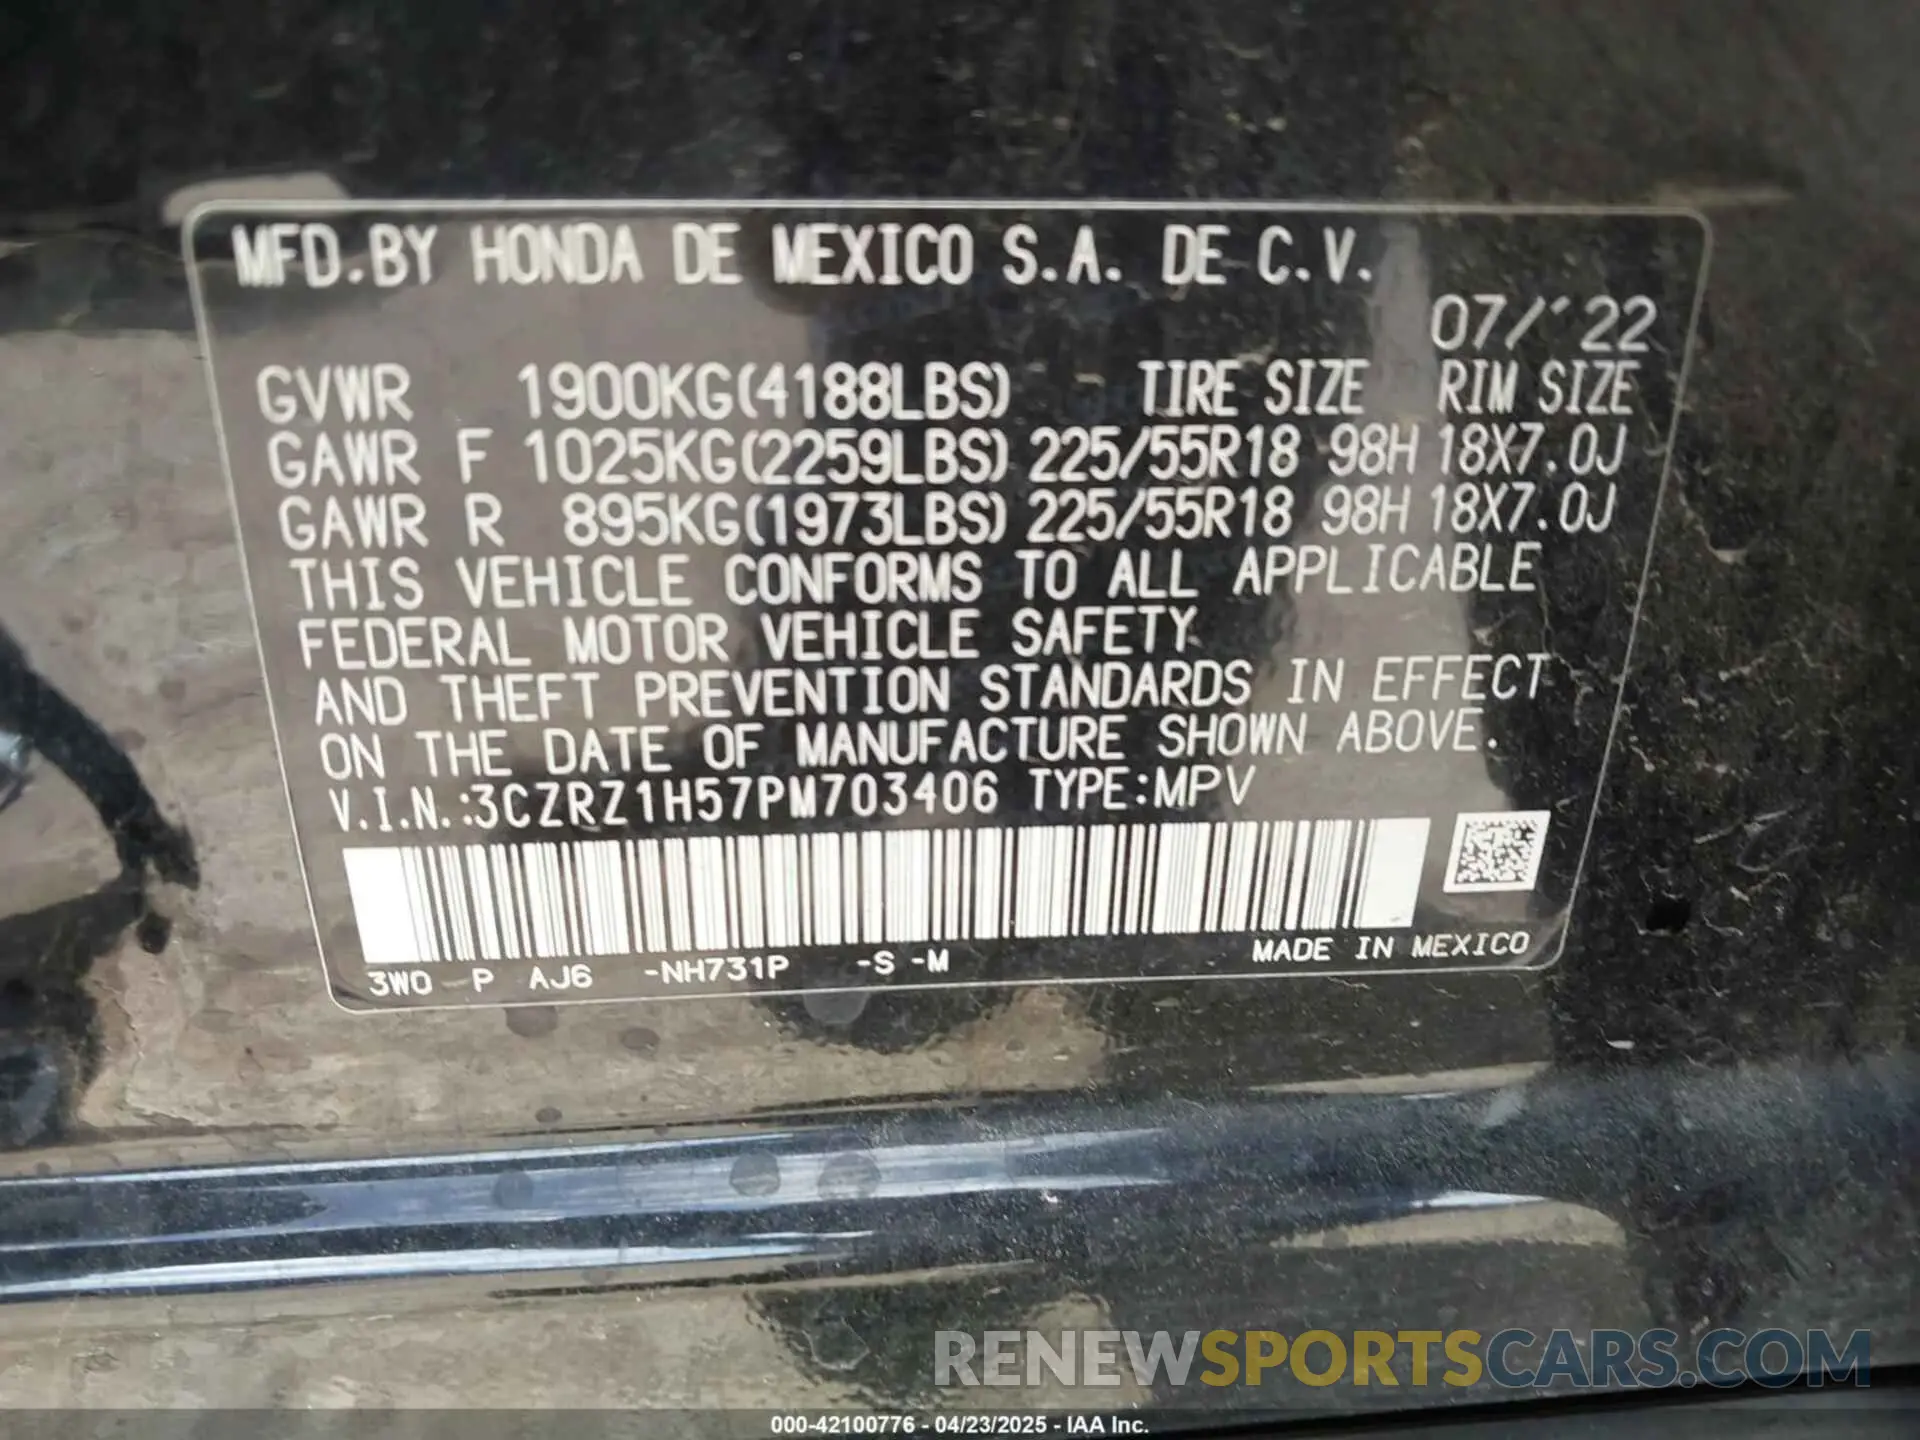 MFD.BY HONDA DE MEXICO S.A. DE C.V.
07/'22
GVWR 1900KG(4188LBS) TIRE SIZE RIM SIZE
GAWR F 1025KG(2259LBS) 225/55R18 98H 18X7.0J
GAWR R 895KG(1973LBS) 225/55R18 98H 18X7.0J
THIS VEHICLE CONFORMS TO ALL APPLICABLE
FEDERAL MOTOR VEHICLE SAFETY
AND THEFT PREVENTION STANDARDS IN EFFECT
ON THE DATE OF MANUFACTURE SHOWN ABOVE.
V.I.N.:3CZRZ1H57PM703406 TYPE:MPV
3W0 P AJ6 -NH731P -S -M MADE IN MEXICO
RENEWSPORTSCARS.COM
000-42100776 - 04/23/2025 - IAA Inc.